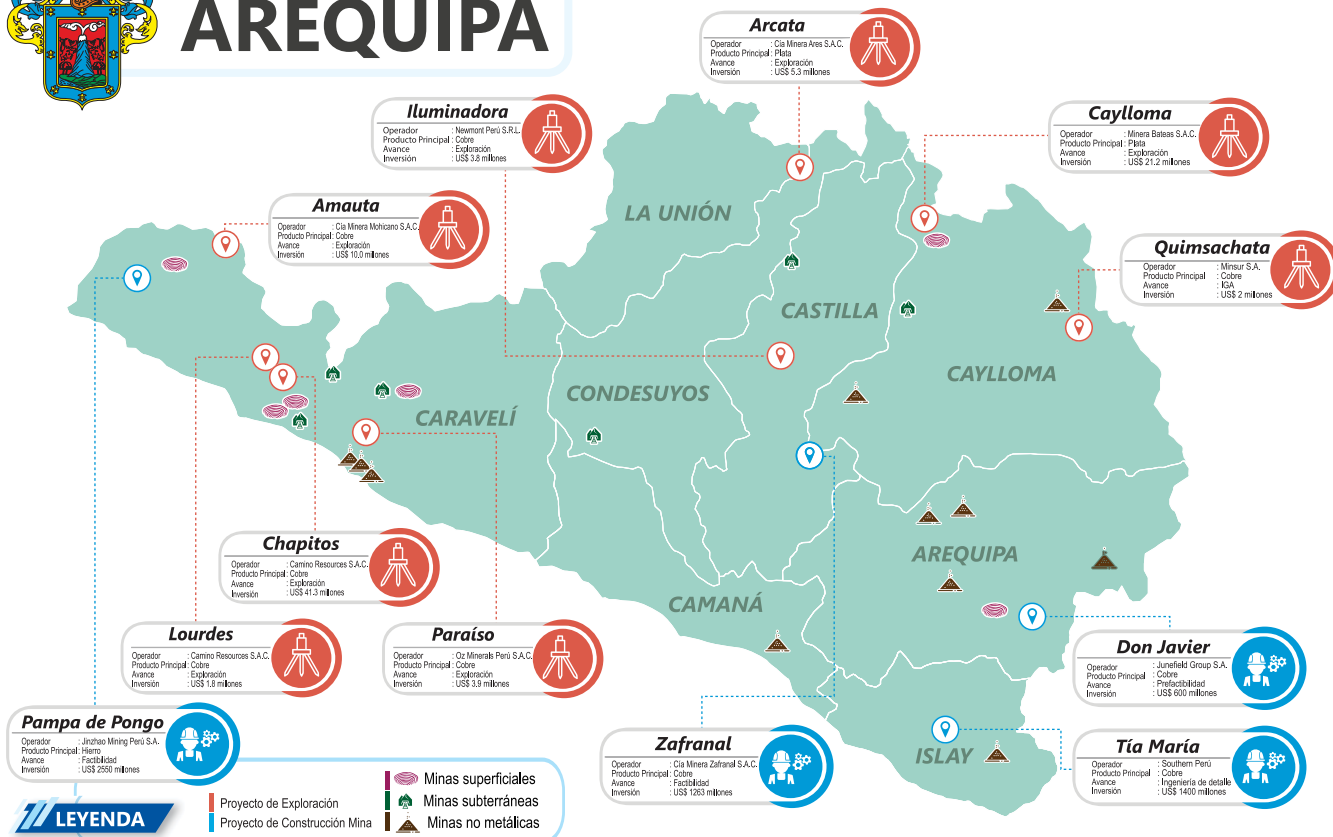 AREQUIPA
Arcata
Operador : Cía Minera Ares S.A.C.
Producto Principal : Plata
Avance : Exploración
Inversión : US$ 5.3 millones
Iluminadora
Operador : Newmont Perú S.R.L.
Producto Principal : Cobre
Avance : Exploración
Inversión : US$ 3.8 millones
Caylloma
Operador : Minera Bateas S.A.C.
Producto Principal : Plata
Avance : Exploración
Inversión : US$ 21.2 millones
Amauta
Operador : Cía Minera Mohicano S.A.C.
Producto Principal : Cobre
Avance : Exploración
Inversión : US$ 10.0 millones
Quimsachata
Operador : Minsur S.A.
Producto Principal : Cobre
Avance : IGA
Inversión : US$ 2 millones
LA UNIÓN
CASTILLA
CAYLLOMA
CONDESUYOS
CARAVELÍ
AREQUIPA
CAMANÁ
ISLAY
Chapitos
Operador : Camino Resources S.A.C.
Producto Principal : Cobre
Avance : Exploración
Inversión : US$ 41.3 millones
Lourdes
Operador : Camino Resources S.A.C.
Producto Principal : Cobre
Avance : Exploración
Inversión : US$ 1.8 millones
Paraíso
Operador : Oz Minerals Perú S.A.C.
Producto Principal : Cobre
Avance : Exploración
Inversión : US$ 3,9 millones
Don Javier
Operador : Junefield Group S.A.
Producto Principal : Cobre
Avance : Prefactibilidad
Inversión : US$ 600 millones
Pampa de Pongo
Operador : Jinzhao Mining Perú S.A.
Producto Principal : Hierro
Avance : Factibilidad
Inversión : US$ 2550 millones
Zafranal
Operador : Cía Minera Zafranal S.A.C.
Producto Principal : Cobre
Avance : Factibilidad
Inversión : US$ 1263 millones
Tía María
Operador : Southern Perú
Producto Principal : Cobre
Avance : Ingeniería de detalle
Inversión : US$ 1400 millones
LEYENDA
Proyecto de Exploración
Proyecto de Construcción Mina
Minas superficiales
Minas subterráneas
Minas no metálicas